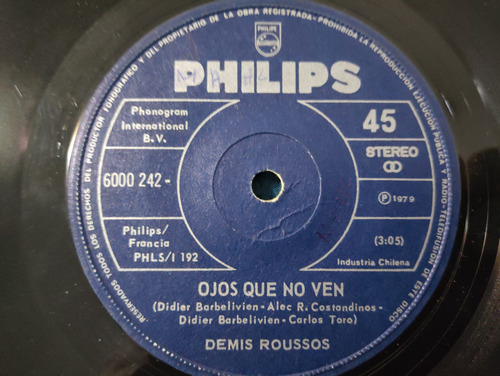 RESERVADOS TODOS LOS DERECHOS DEL PRODUCTOR FONOGRAFICO Y DEL PROPIETARIO DE LA OBRA REGISTRADA - PROHIBIDA LA REPRODUCCION, EJECUCION PUBLICA Y RADIO-TELEDIFUSION DE ESTE DISCO
PHILIPS
PHILIPS
Phonogram
International
B.V.
45
STEREO
6000 242-
Ⓟ 1979
Philips/
Francia
PHLS/I 192
(3:05)
Industria Chilena
OJOS QUE NO VEN
(Didier Barbelivien - Alec R. Costandinos -
Didier Barbelivien - Carlos Toro)
DEMIS ROUSSOS